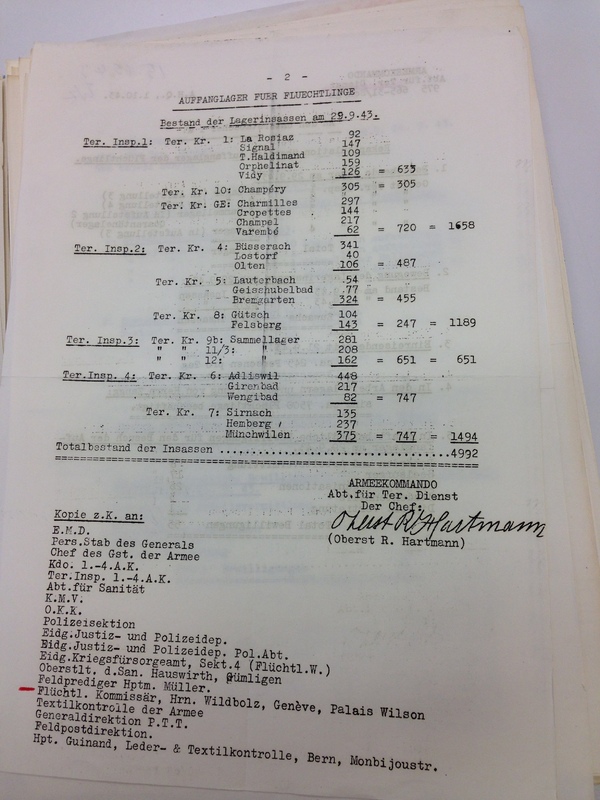 - 2 -
AUFFANGLAGER FUER FLUECHTLINGE
Bestand der Lagerinsassen am 29.9.43.
Ter. Insp.1: Ter. Kr. 1: La Rosiaz 92
Signal 147
T.Haldimand 109
Orphelinat 159
Vidy 126 = 633
Ter. Kr. 10: Champéry 305 = 305
Ter. Kr. GE: Charmilles 297
Cropettes 144
Champel 217
Varembé 62 = 720 = 1658
Ter. Insp.2: Ter. Kr. 4: Büsserach 341
Lostorf 40
Olten 106 = 487
Ter. Kr. 5: Lauterbach .54
Geisshubelbad .77
Bremgarten 324 = 455
Ter. Kr. 8: Gütsch 104
Felsberg 143 = 247 = 1189
Ter. Insp.3: Ter. Kr. 9b: Sammellager 281
" " 11/3: " 208
" " 12: " 162 = 651 = 651
Ter.Insp. 4: Ter. Kr. 6: Adliswil 448
Girenbad 217
Wengibad 82 = 747
Ter. Kr. 7: Sirnach 135
Hemberg 237
Münchwilen 375 = 747 = 1494
Totalbestand der Insassen ...................................4992
ARMEEKOMMANDO
Abt.für Ter. Dienst
Der Chef:
Oberst R. Hartmann
(Oberst R. Hartmann)
Kopie z.K. an:
E.M.D.
Pers.Stab des Generals
Chef des Gst. der Armee
Kdo. 1.-4.A.K.
Ter.Insp. 1.-4.A.K.
Abt.für Sanität
K.M.V.
O.K.K.
Polizeisektion
Eidg.Justiz- und Polizeidep.
Eidg.Justiz- und Polizeidep. Pol.Abt.
Eidg.Kriegsfürsorgeamt, Sekt.4 (Flüchtl.W.)
Oberstlt. d.San. Hauswirth, Gümligen
Feldprediger Hptm. Müller.
Flüchtl. Kommissär, Hrn. Wildbolz, Genève, Palais Wilson
Textilkontrolle der Armee
Generaldirektion P.T.T.
Feldpostdirektion.
Hpt. Guinand, Leder- & Textilkontrolle, Bern, Monbijoustr.